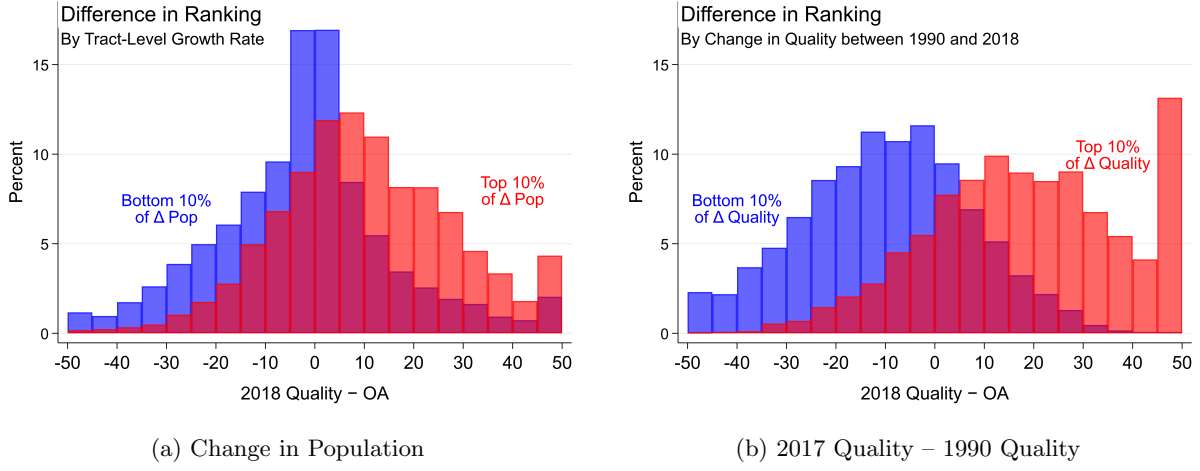 Difference in Ranking
By Tract-Level Growth Rate
Percent
15
10
5
0
Bottom 10%
of Δ Pop
Top 10%
of Δ Pop
-50 -40 -30 -20 -10 0 10 20 30 40 50
2018 Quality − OA
(a) Change in Population
Difference in Ranking
By Change in Quality between 1990 and 2018
Percent
15
10
5
0
Bottom 10%
of Δ Quality
Top 10%
of Δ Quality
-50 -40 -30 -20 -10 0 10 20 30 40 50
2018 Quality − OA
(b) 2017 Quality – 1990 Quality